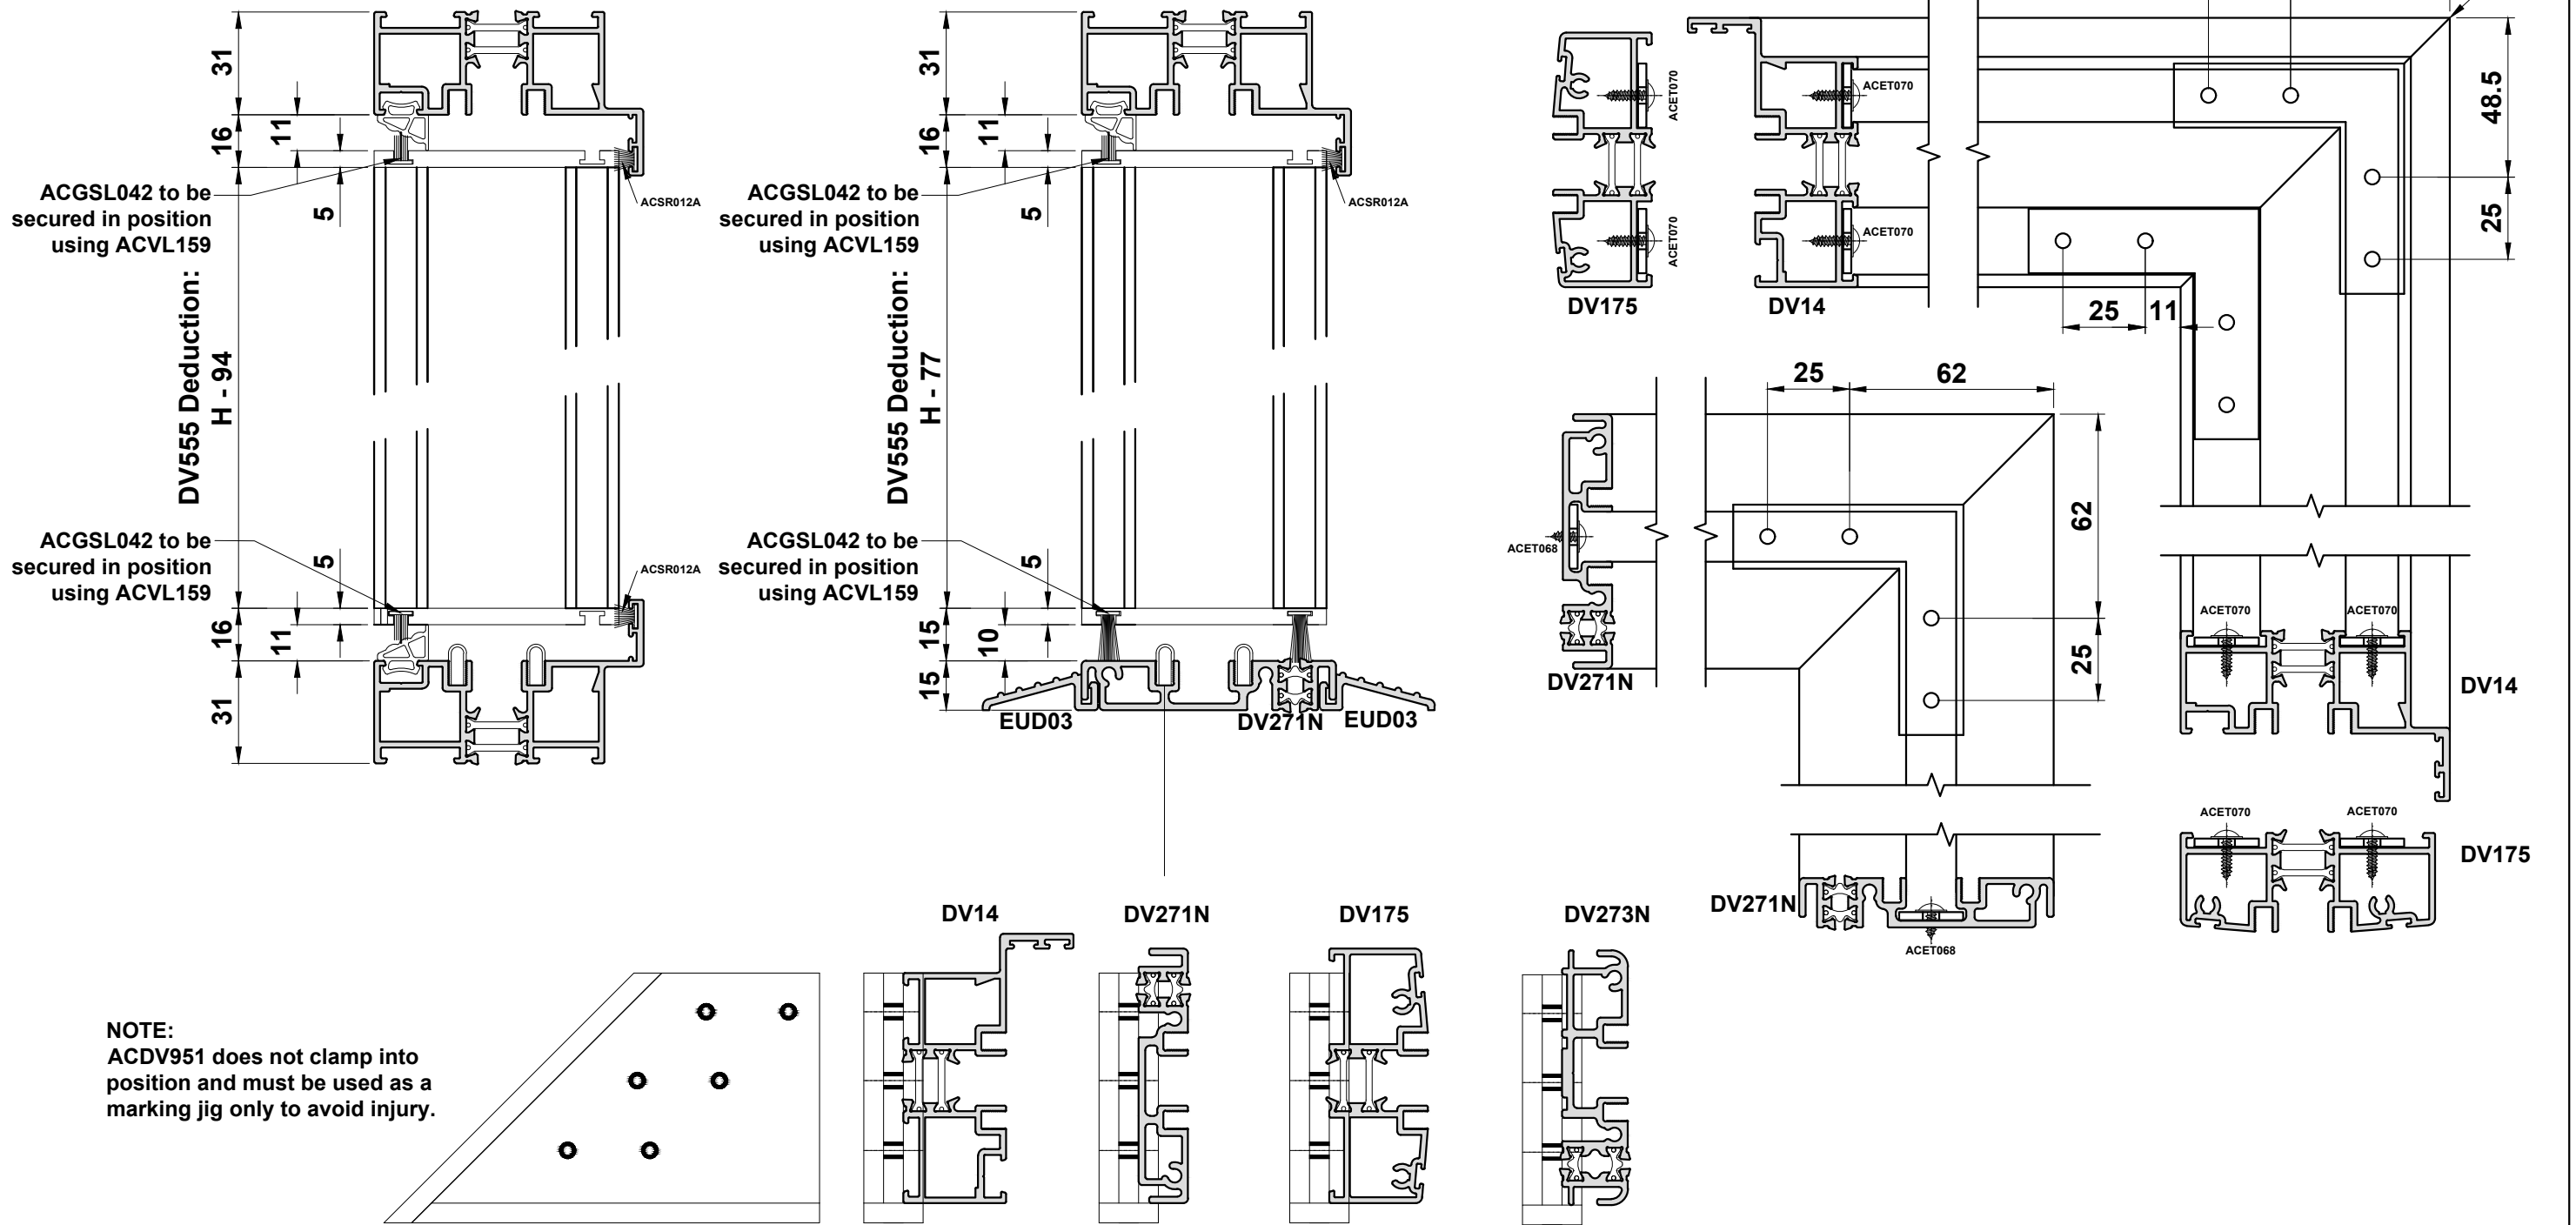 31
16
11
5
ACGSL042 to be
secured in position
using ACVL159
ACSR012A
DV555 Deduction:
H - 94
ACGSL042 to be
secured in position
using ACVL159
5
ACSR012A
16
11
31
31
16
11
5
ACGSL042 to be
secured in position
using ACVL159
ACSR012A
DV555 Deduction:
H - 77
ACGSL042 to be
secured in position
using ACVL159
5
15
10
15
EUD03
DV271N
EUD03
ACET070
ACET070
DV175
ACET070
ACET070
DV14
48.5
25
25
11
25
62
62
25
ACET068
DV271N
DV271N
ACET068
ACET070
ACET070
DV14
ACET070
ACET070
DV175
DV14
DV271N
DV175
DV273N
NOTE:
ACDV951 does not clamp into
position and must be used as a
marking jig only to avoid injury.